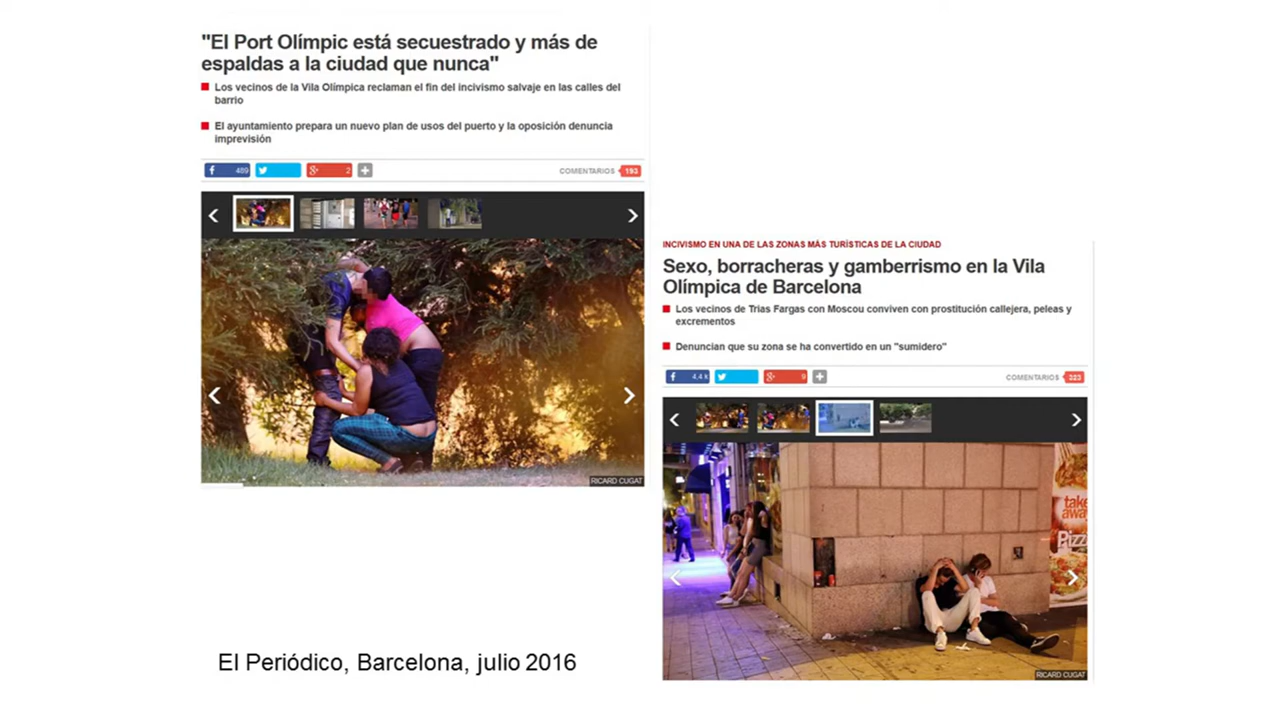 "El Port Olímpic está secuestrado y más de
espaldas a la ciudad que nunca"
Los vecinos de la Vila Olímpica reclaman el fin del incivismo salvaje en las calles del
barrio
El ayuntamiento prepara un nuevo plan de usos del puerto y la oposición denuncia
imprevisión
489 2 COMENTARIOS 193
RICARD CUGAT
INCIVISMO EN UNA DE LAS ZONAS MÁS TURÍSTICAS DE LA CIUDAD
Sexo, borracheras y gamberrismo en la Vila
Olímpica de Barcelona
Los vecinos de Trias Fargas con Moscou conviven con prostitución callejera, peleas y
excrementos
Denuncian que su zona se ha convertido en un "sumidero"
4,4 K 9 COMENTARIOS 323
take
away
Pizz
RICARD CUGAT
El Periódico, Barcelona, julio 2016